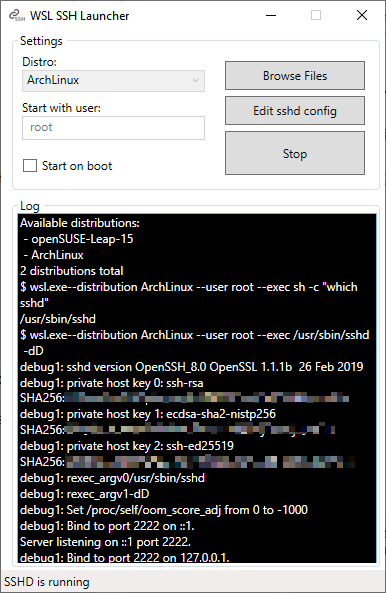 WSL SSH Launcher
Settings
Distro:
ArchLinux
Start with user:
root
Start on boot
Browse Files
Edit sshd config
Stop
Log
Available distributions:
- openSUSE-Leap-15
- ArchLinux
2 distributions total
$ wsl.exe--distribution ArchLinux --user root --exec sh -c "which
sshd"
/usr/sbin/sshd
$ wsl.exe--distribution ArchLinux --user root --exec /usr/sbin/sshd
-dD
debug1: sshd version OpenSSH_8.0 OpenSSL 1.1.1b  26 Feb 2019
debug1: private host key 0: ssh-rsa
SHA256:
debug1: private host key 1: ecdsa-sha2-nistp256
SHA256:
debug1: private host key 2: ssh-ed25519
SHA256:
debug1: rexec_argv0/usr/sbin/sshd
debug1: rexec_argv1-dD
debug1: Set /proc/self/oom_score_adj from 0 to -1000
debug1: Bind to port 2222 on ::1.
Server listening on ::1 port 2222.
debug1: Bind to port 2222 on 127.0.0.1.
SSHD is running